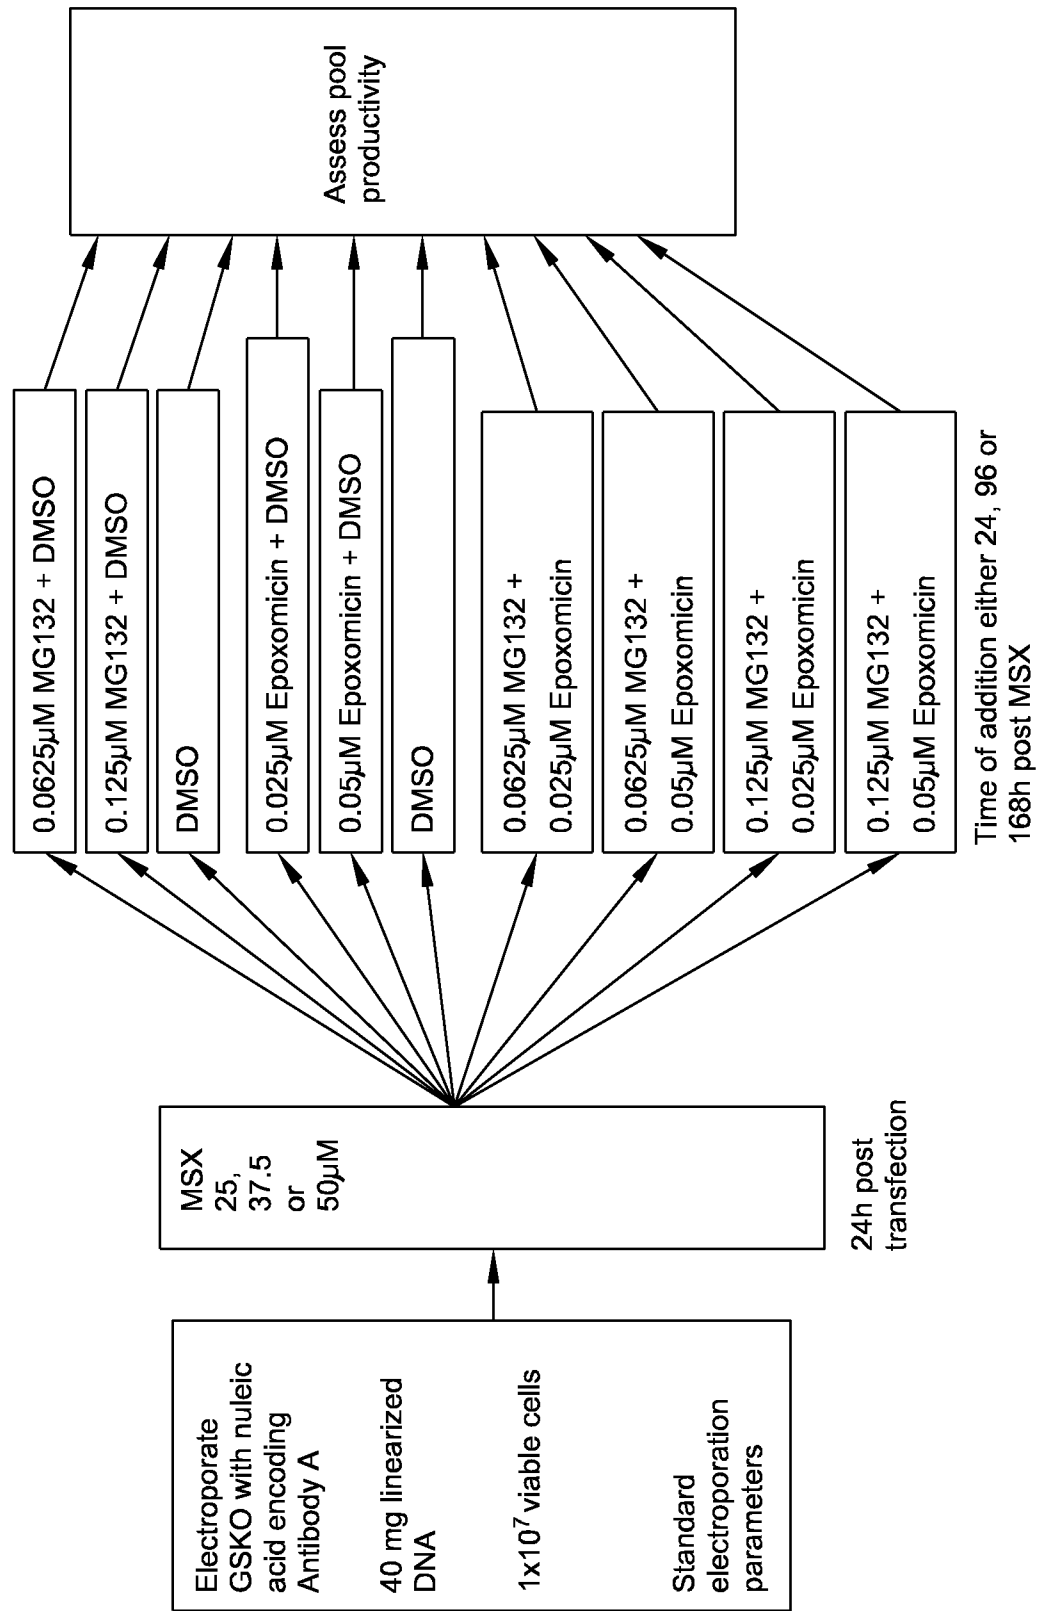 Electroporate
GSKO with nuleic
acid encoding
Antibody A
40 mg linearized
DNA
1x10⁷ viable cells
Standard
electroporation
parameters
MSX
25,
37.5
or
50µM
24h post
transfection
0.0625µM MG132 + DMSO
0.125µM MG132 + DMSO
DMSO
0.025µM Epoxomicin + DMSO
0.05µM Epoxomicin + DMSO
DMSO
0.0625µM MG132 +
0.025µM Epoxomicin
0.0625µM MG132 +
0.05µM Epoxomicin
0.125µM MG132 +
0.025µM Epoxomicin
0.125µM MG132 +
0.05µM Epoxomicin
Time of addition either 24, 96 or
168h post MSX
Assess pool
productivity